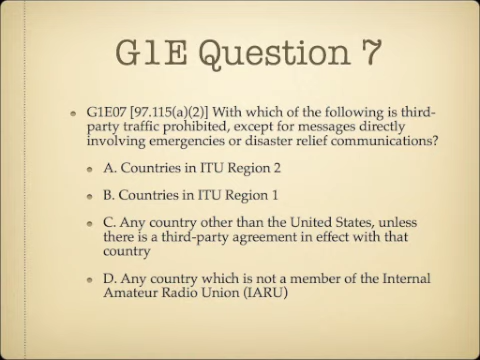 G1E Question 7
G1E07 [97.115(a)(2)] With which of the following is third-
party traffic prohibited, except for messages directly
involving emergencies or disaster relief communications?
A. Countries in ITU Region 2
B. Countries in ITU Region 1
C. Any country other than the United States, unless
there is a third-party agreement in effect with that
country
D. Any country which is not a member of the Internal
Amateur Radio Union (IARU)